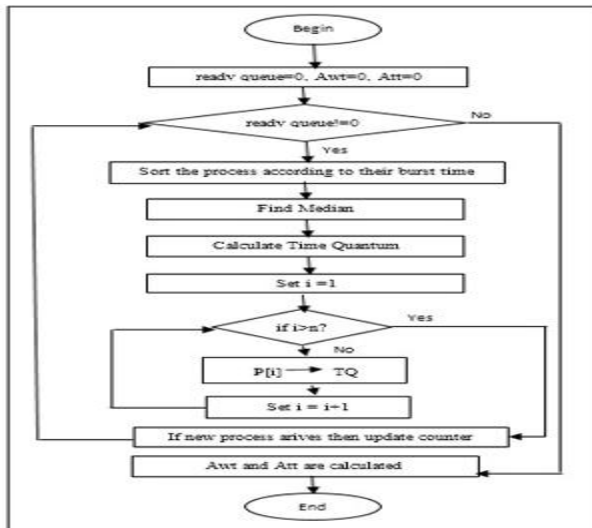 Begin
ready queue=0, Awt=0, Att=0
ready queue!=0
No
Yes
Sort the process according to their burst time
Find Median
Calculate Time Quantum
Set i =1
if i>n?
Yes
No
P[i] → TQ
Set i = i+1
If new process arives then update counter
Awt and Att are calculated
End